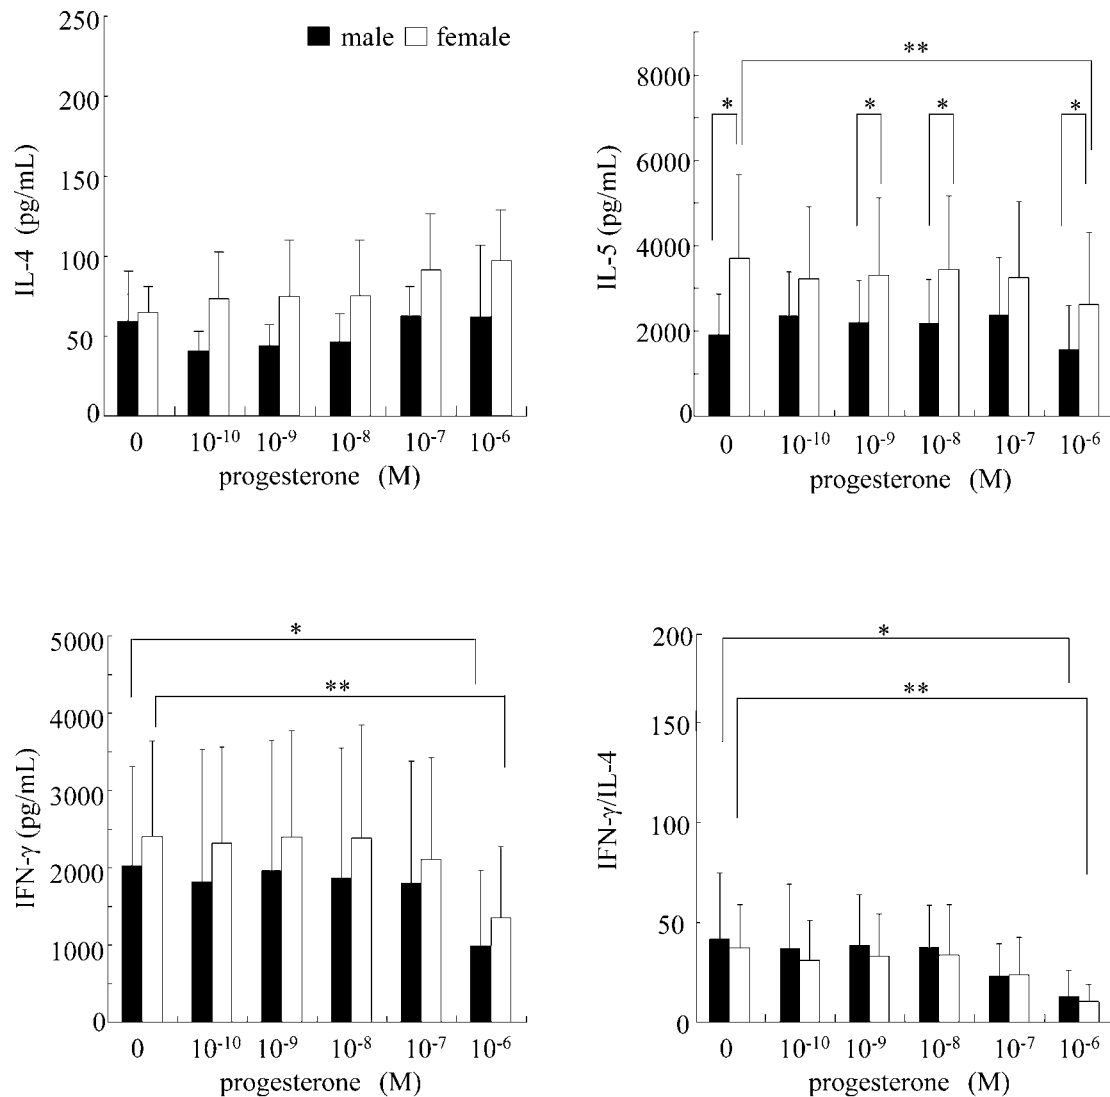 male female
IL-4 (pg/mL)
250
200
150
100
50
0
0 10-10 10-9 10-8 10-7 10-6
progesterone (M)
IL-5 (pg/mL)
8000
6000
4000
2000
0
**
* * * *
0 10-10 10-9 10-8 10-7 10-6
progesterone (M)
IFN-γ (pg/mL)
5000
4000
3000
2000
1000
0
*
**
0 10-10 10-9 10-8 10-7 10-6
progesterone (M)
IFN-γ/IL-4
200
150
100
50
0
*
**
0 10-10 10-9 10-8 10-7 10-6
progesterone (M)